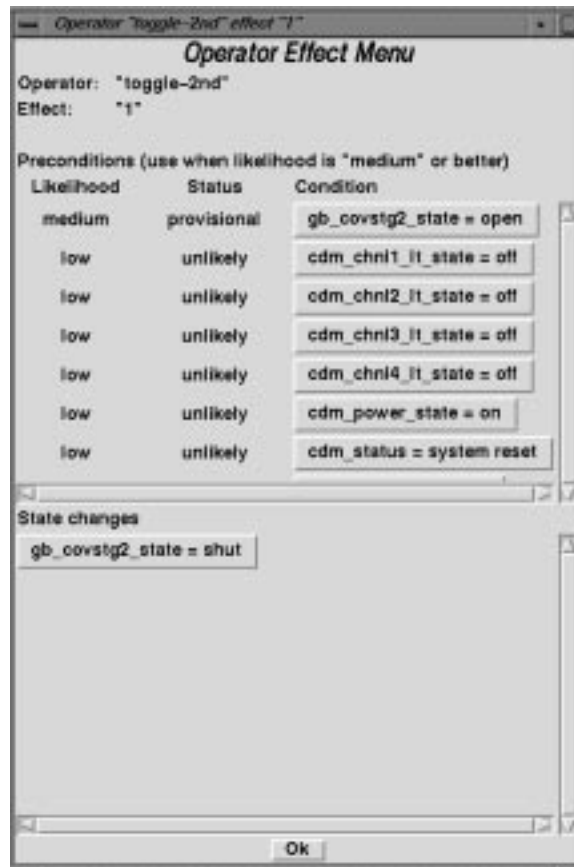 Operator "toggle-2nd" effect "1"
Operator Effect Menu
Operator: "toggle-2nd"
Effect: "1"
Preconditions (use when likelihood is "medium" or better)
Likelihood Status Condition
medium provisional gb_covstg2_state = open
low unlikely cdm_chnl1_lt_state = off
low unlikely cdm_chnl2_lt_state = off
low unlikely cdm_chnl3_lt_state = off
low unlikely cdm_chnl4_lt_state = off
low unlikely cdm_power_state = on
low unlikely cdm_status = system reset
State changes
gb_covstg2_state = shut
Ok